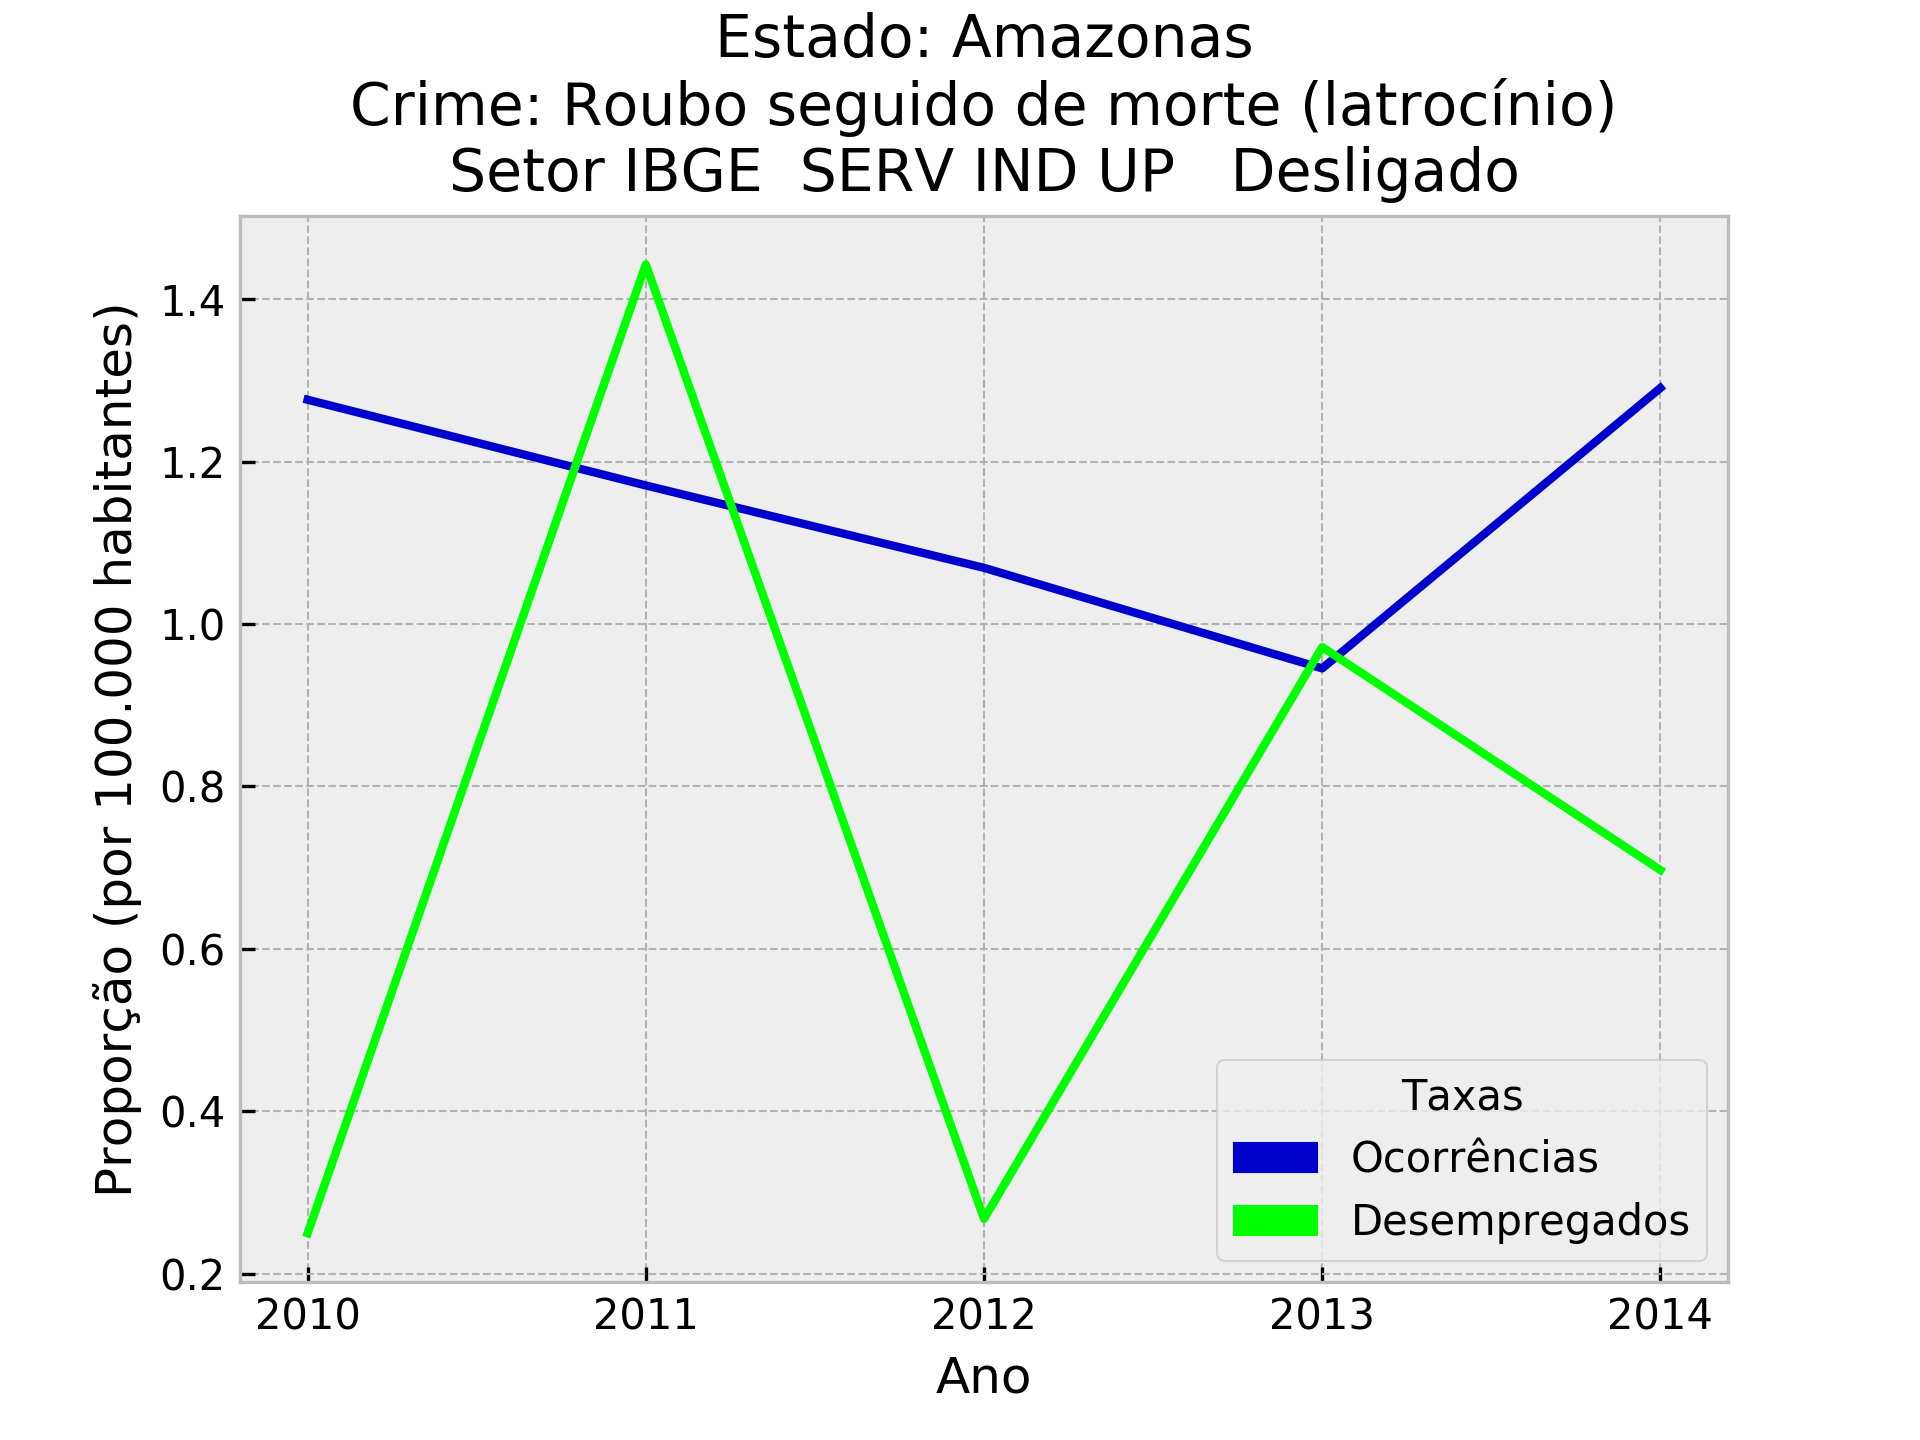 Estado: Amazonas
Crime: Roubo seguido de morte (latrocínio)
Setor IBGE  SERV IND UP   Desligado
Proporção (por 100.000 habitantes)
1.4
1.2
1.0
0.8
0.6
0.4
0.2
Taxas
Ocorrências
Desempregados
2010 2011 2012 2013 2014
Ano